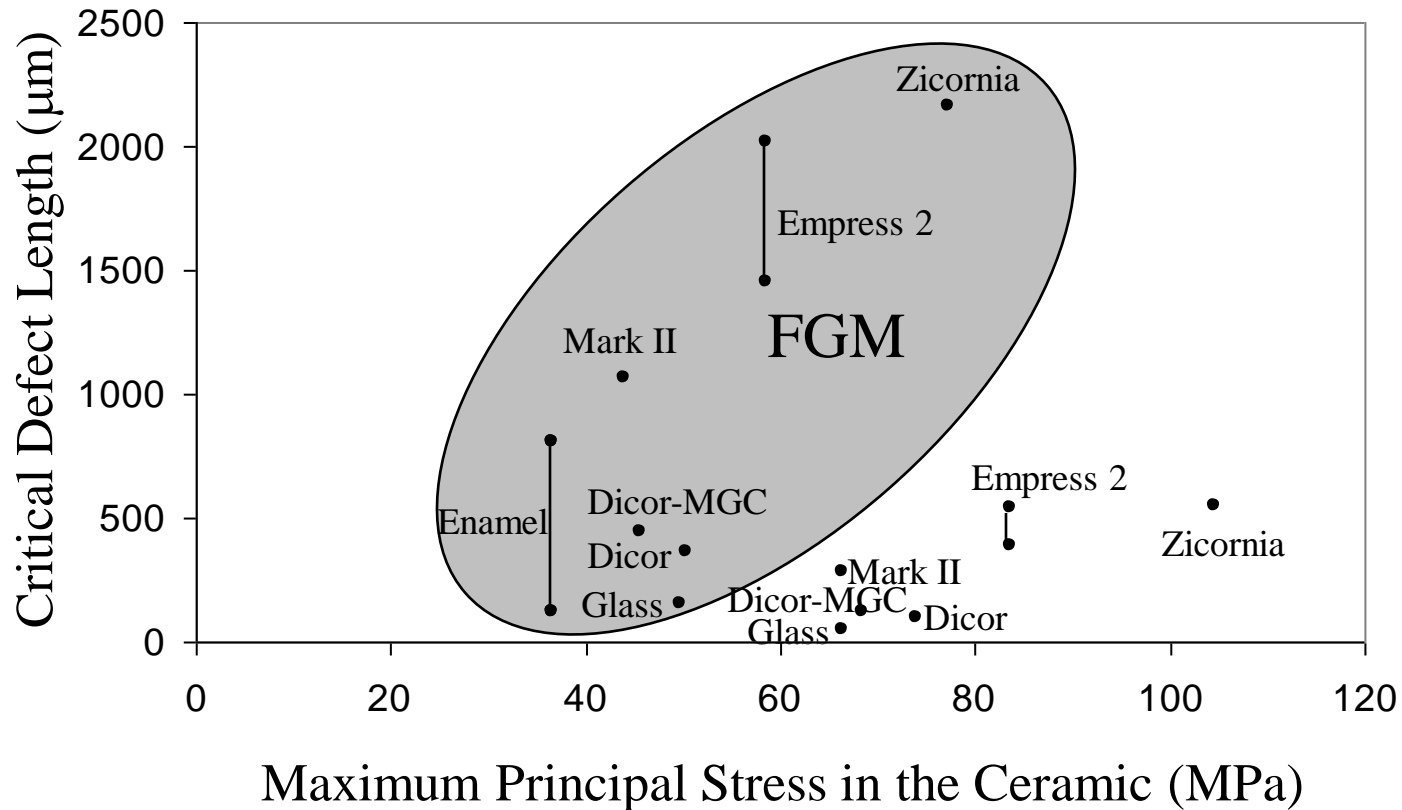 2500
2000
1500
1000
500
0
Critical Defect Length (μm)
Zicornia
Empress 2
FGM
Mark II
Dicor-MGC
Enamel
Dicor
Glass
Empress 2
Zicornia
Mark II
Dicor-MGC
Dicor
Glass
0 20 40 60 80 100 120
Maximum Principal Stress in the Ceramic (MPa)